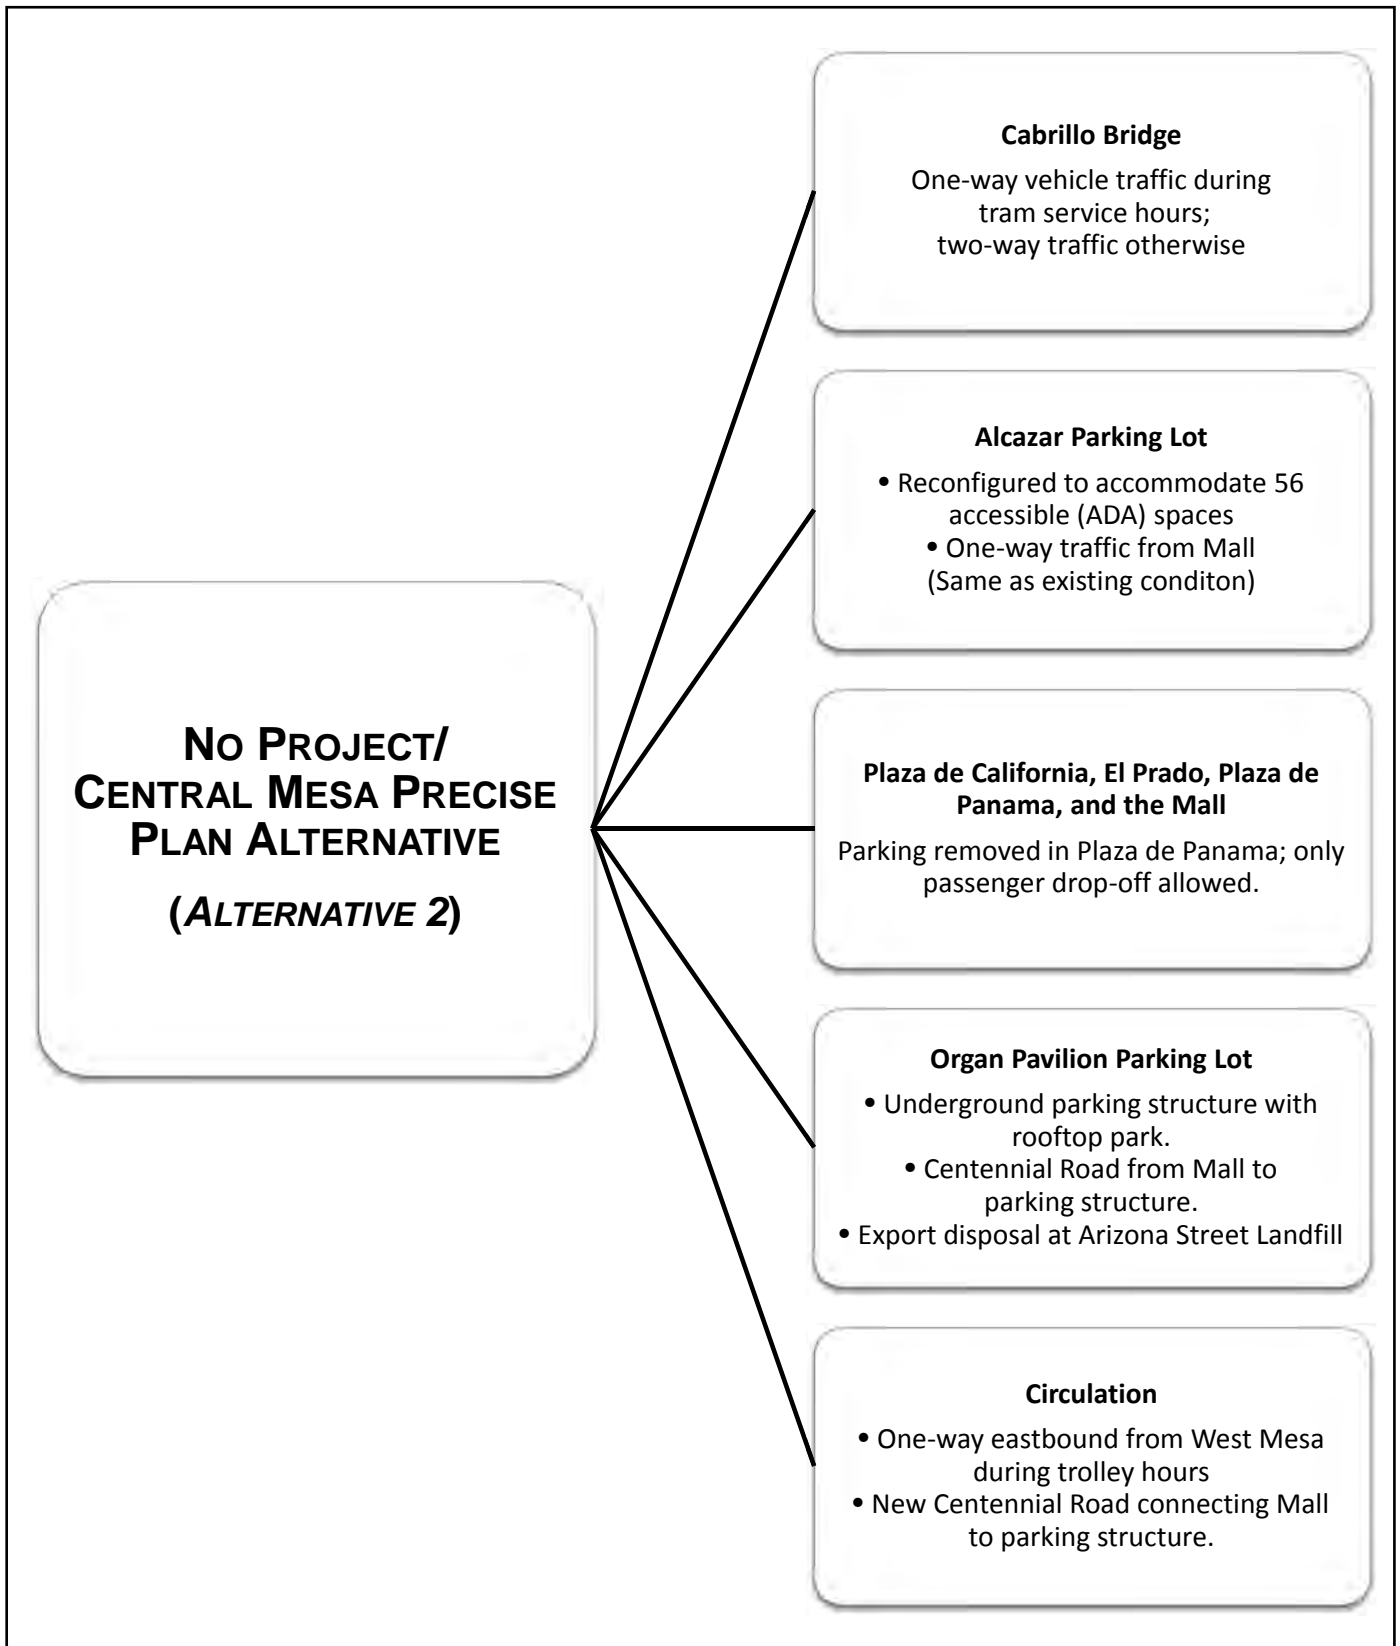 Cabrillo Bridge
One-way vehicle traffic during
tram service hours;
two-way traffic otherwise
Alcazar Parking Lot
• Reconfigured to accommodate 56
accessible (ADA) spaces
• One-way traffic from Mall
(Same as existing conditon)
NO PROJECT/
CENTRAL MESA PRECISE
PLAN ALTERNATIVE
(ALTERNATIVE 2)
Plaza de California, El Prado, Plaza de
Panama, and the Mall
Parking removed in Plaza de Panama; only
passenger drop-off allowed.
Organ Pavilion Parking Lot
• Underground parking structure with
rooftop park.
• Centennial Road from Mall to
parking structure.
• Export disposal at Arizona Street Landfill
Circulation
• One-way eastbound from West Mesa
during trolley hours
• New Centennial Road connecting Mall
to parking structure.